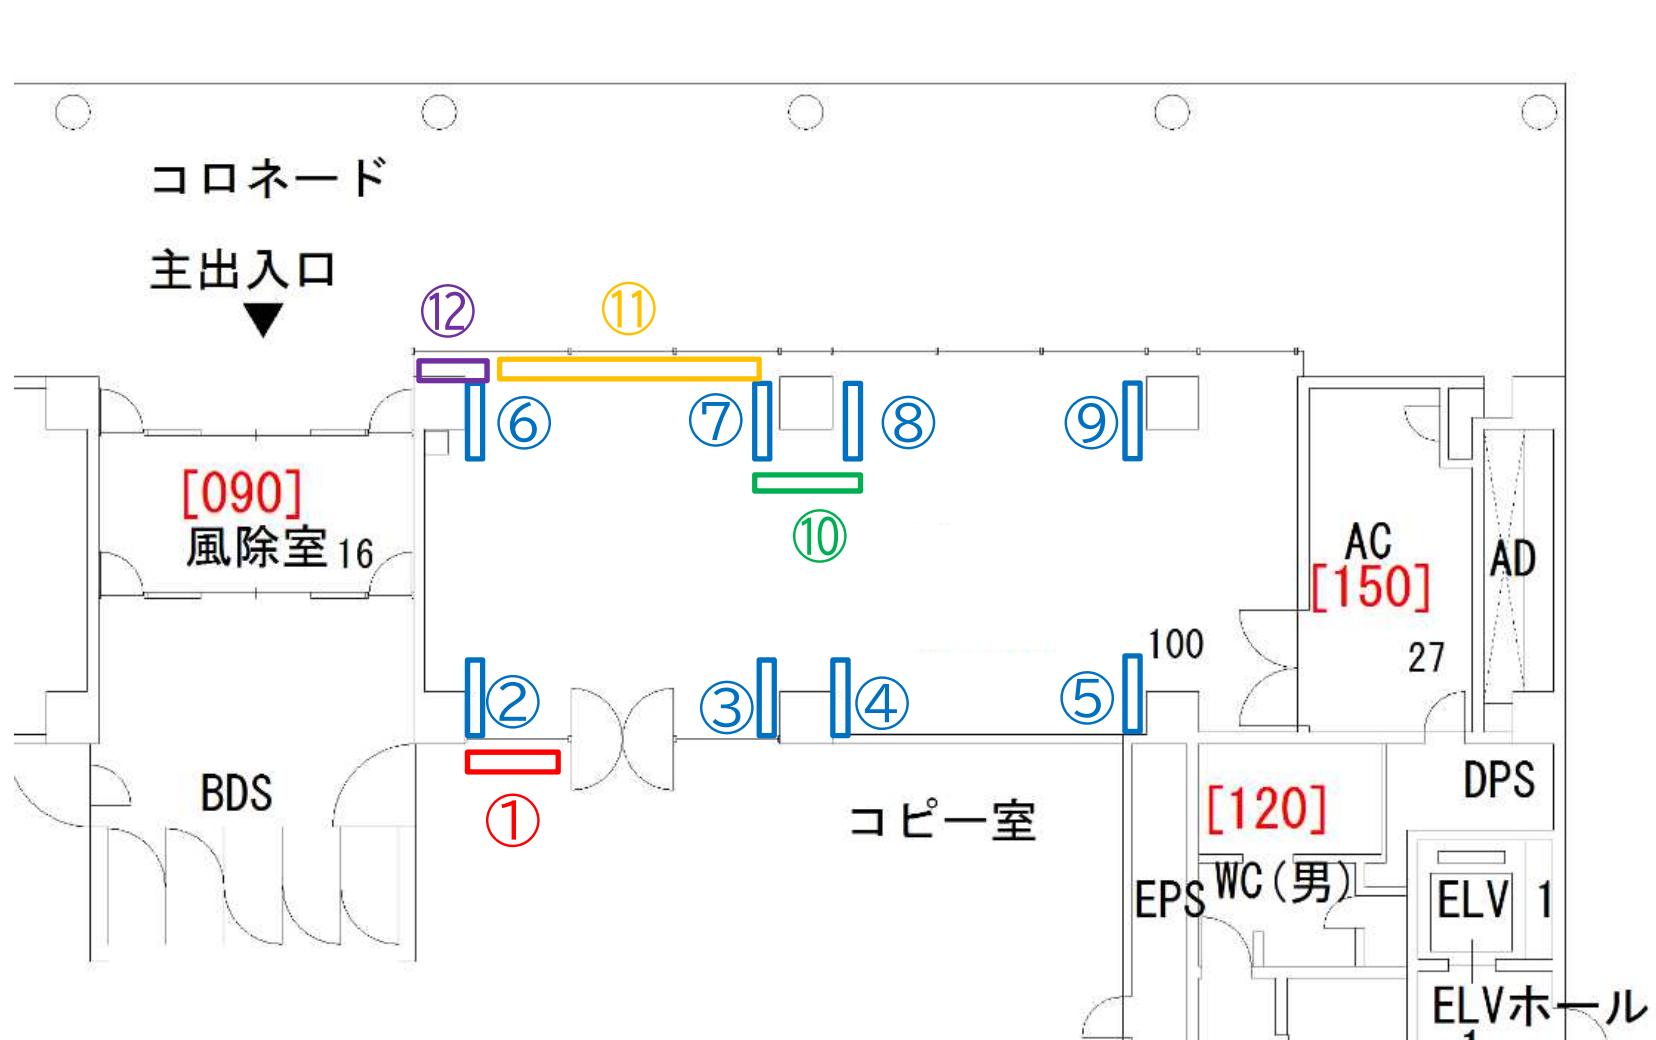 コロネード
主出入口
▼
⑫
⑪
⑥
⑦
⑧
⑨
[090]
風除室 16
⑩
AC
[150]
AD
100
27
②
③
④
⑤
BDS
①
コピー室
[120]
DPS
WC(男)
EPS
ELV 1
ELVホール